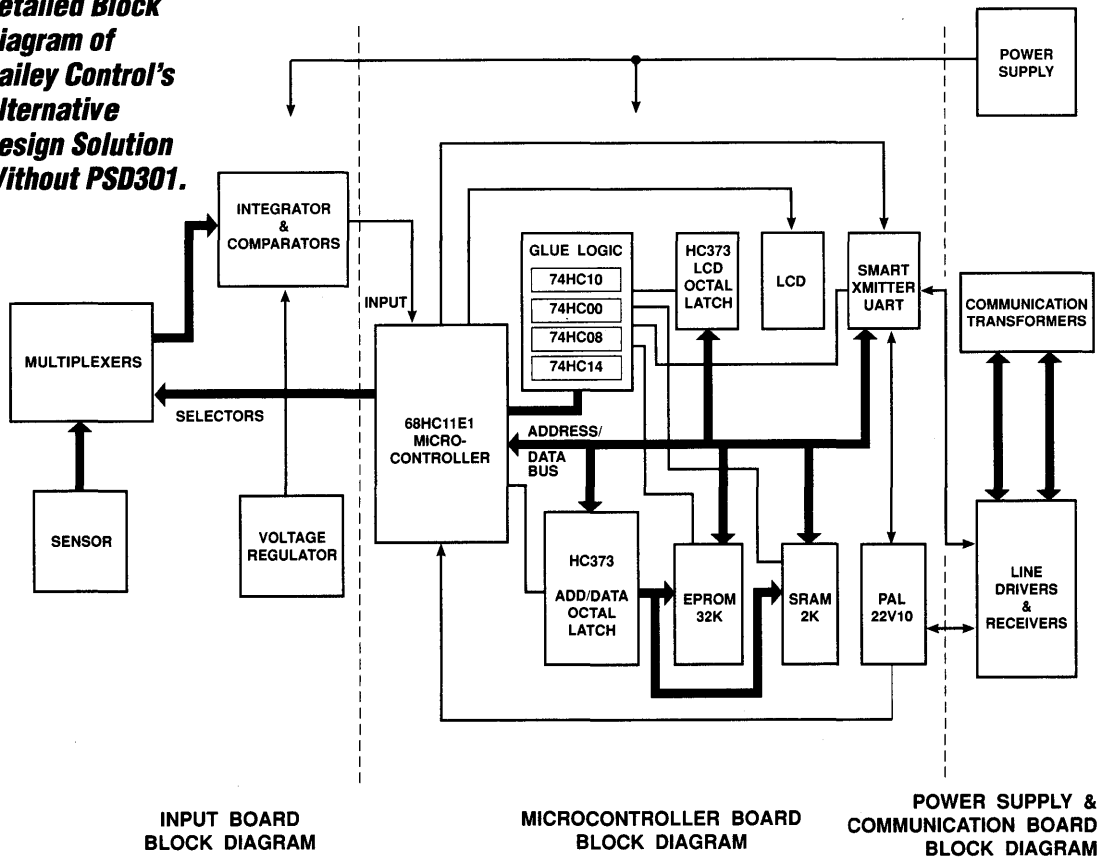 etailed Block
iagram of
ailey Control's
lternative
esign Solution
Vithout PSD301.
POWER
SUPPLY
INTEGRATOR
&
COMPARATORS
INPUT
MULTIPLEXERS
SELECTORS
SENSOR
VOLTAGE
REGULATOR
68HC11E1
MICRO-
CONTROLLER
GLUE LOGIC
74HC10
74HC00
74HC08
74HC14
HC373
LCD
OCTAL
LATCH
LCD
SMART
XMITTER
UART
COMMUNICATION
TRANSFORMERS
ADDRESS/
DATA
BUS
HC373
ADD/DATA
OCTAL
LATCH
EPROM
32K
SRAM
2K
PAL
22V10
LINE
DRIVERS
&
RECEIVERS
INPUT BOARD
BLOCK DIAGRAM
MICROCONTROLLER BOARD
BLOCK DIAGRAM
POWER SUPPLY &
COMMUNICATION BOARD
BLOCK DIAGRAM